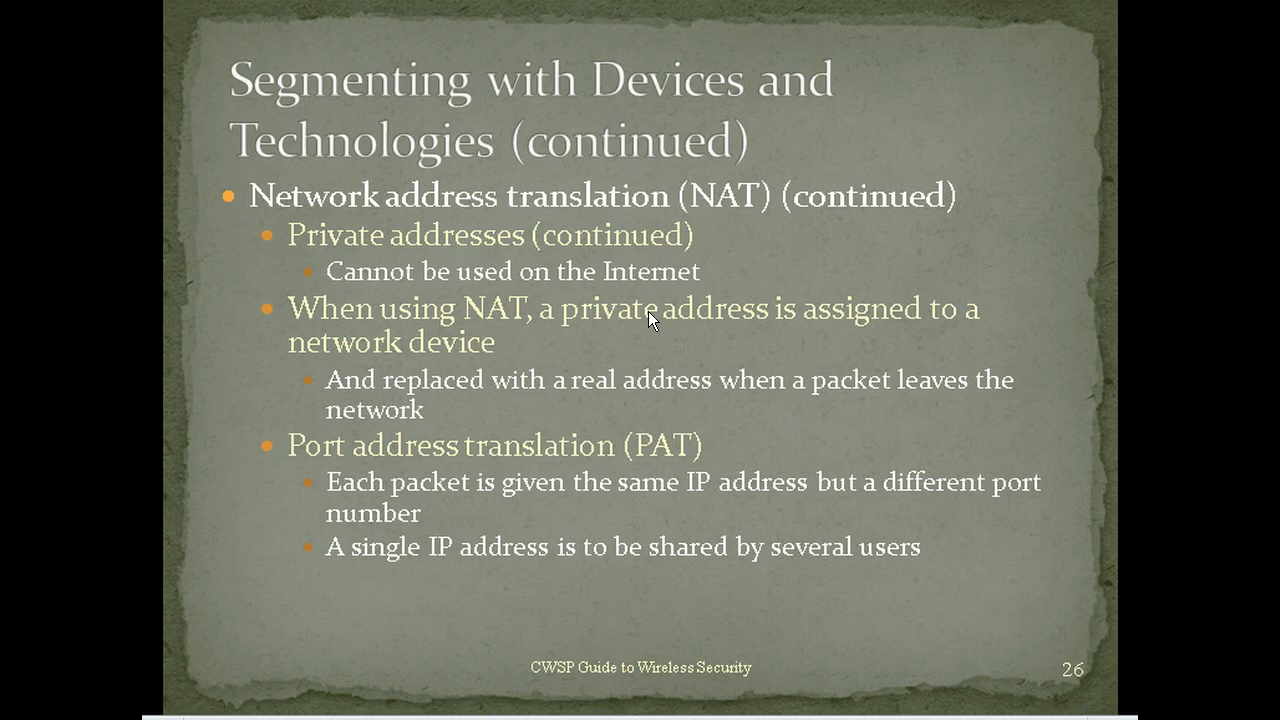 Segmenting with Devices and
Technologies (continued)
Network address translation (NAT) (continued)
Private addresses (continued)
Cannot be used on the Internet
When using NAT, a private address is assigned to a
network device
And replaced with a real address when a packet leaves the
network
Port address translation (PAT)
Each packet is given the same IP address but a different port
number
A single IP address is to be shared by several users
CWSP Guide to Wireless Security
26